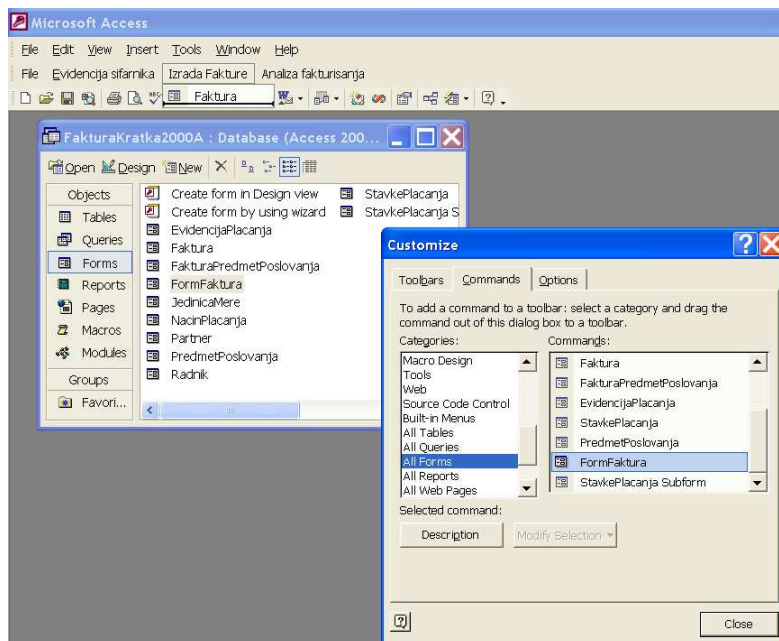 Microsoft Access
File Edit View Insert Tools Window Help
File Evidencija sifarnika Izrada Fakture Analiza fakturisanja
Faktura
FakturaKratka2000A : Database (Access 200...
Open Design New
Objects
Tables
Queries
Forms
Reports
Pages
Macros
Modules
Groups
Favori...
Create form in Design view
Create form by using wizard
EvidencijaPlacanja
Faktura
FakturaPredmetPoslovanja
FormFaktura
JedinicaMere
NacinPlacanja
Partner
PredmetPoslovanja
Radnik
StavkePlacanja
StavkePlacanja S
Customize
Toolbars Commands Options
To add a command to a toolbar: select a category and drag the
command out of this dialog box to a toolbar.
Categories:
Macro Design
Tools
Web
Source Code Control
Built-in Menus
All Tables
All Queries
All Forms
All Reports
All Web Pages
Commands:
Faktura
FakturaPredmetPoslovanja
EvidencijaPlacanja
StavkePlacanja
PredmetPoslovanja
FormFaktura
StavkePlacanja Subform
Selected command:
Description Modify Selection
Close